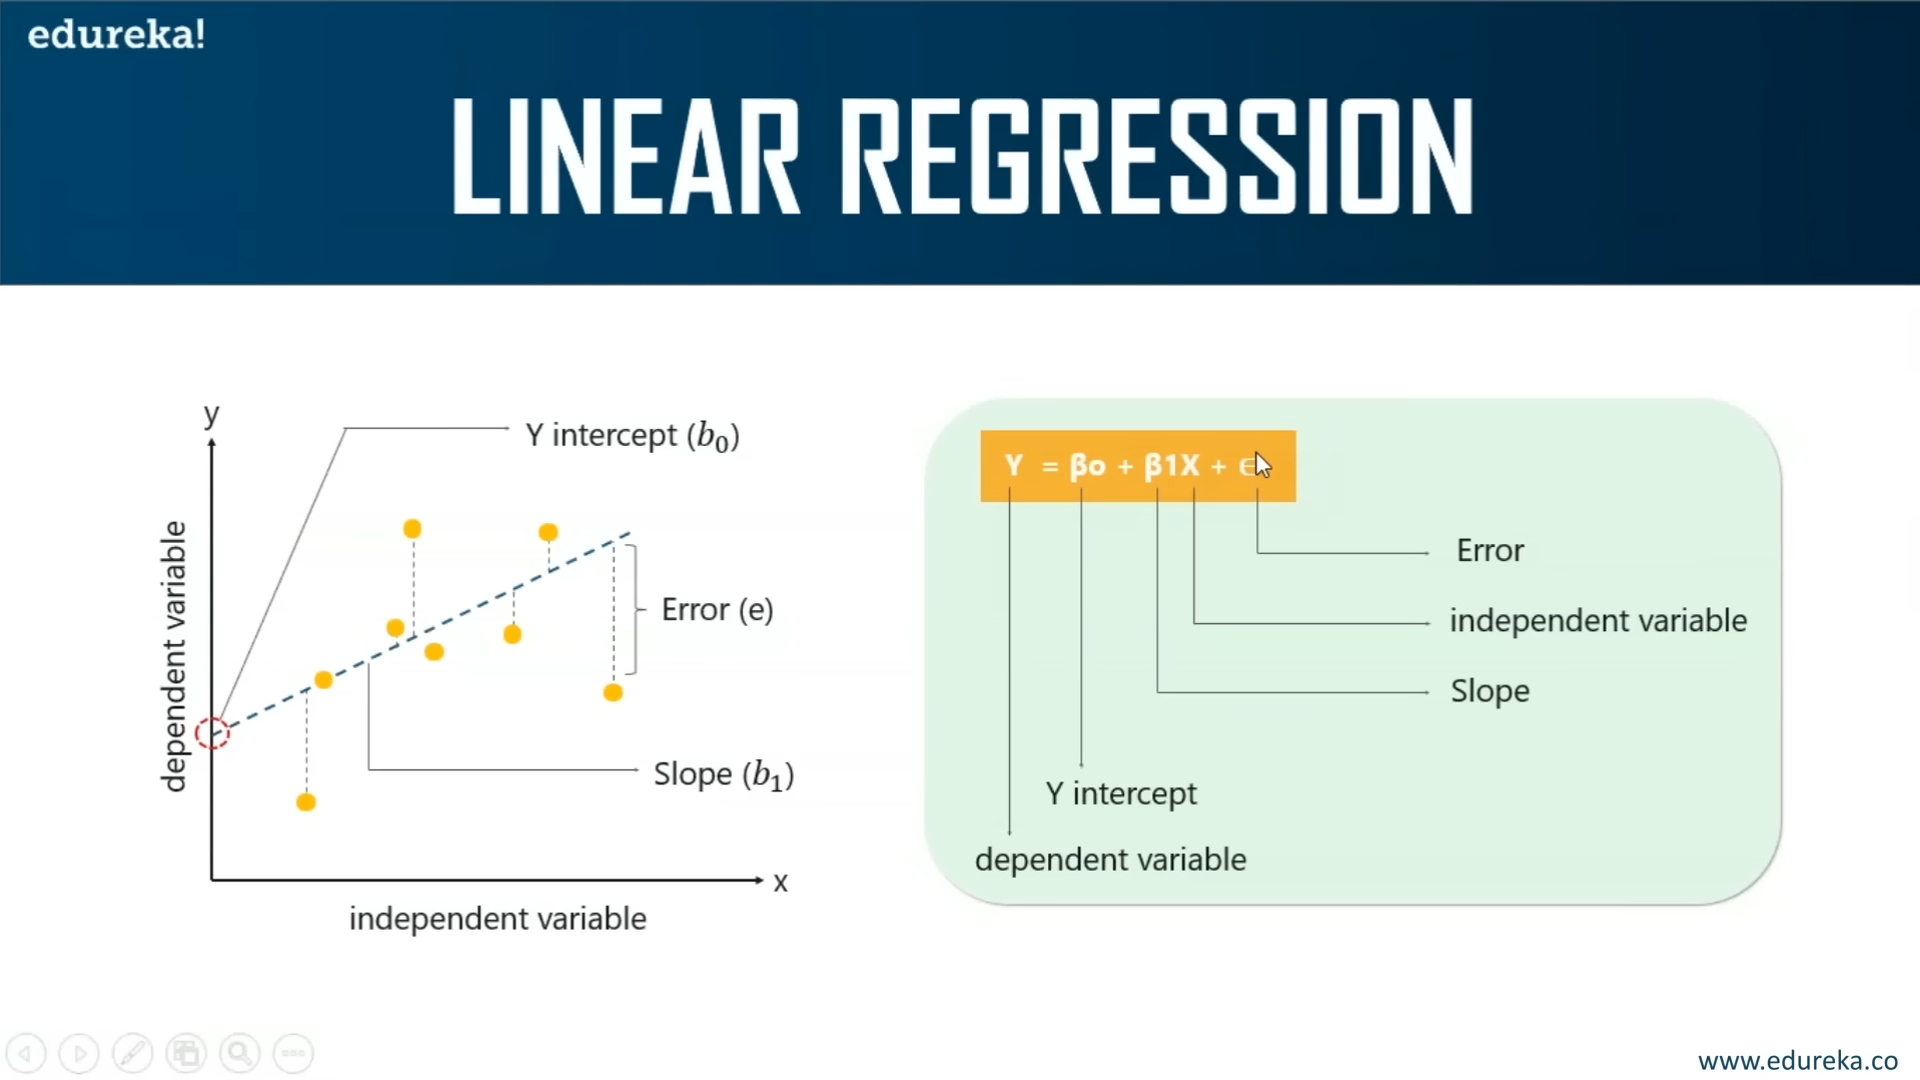 edureka!
LINEAR REGRESSION
y
Y intercept (b₀)
dependent variable
Error (e)
Slope (b₁)
x
independent variable
Y = βo + β1X + ∈
Error
independent variable
Slope
Y intercept
dependent variable
www.edureka.co